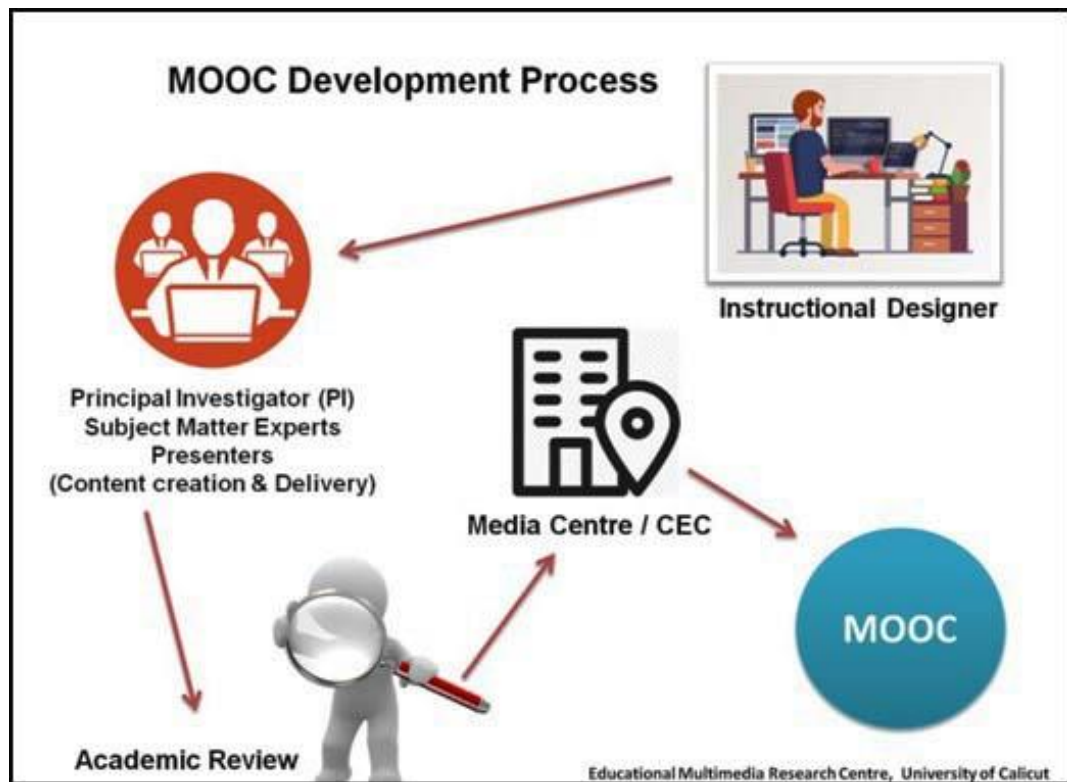 MOOC Development Process
Instructional Designer
Principal Investigator (PI)
Subject Matter Experts
Presenters
(Content creation & Delivery)
Media Centre / CEC
MOOC
Academic Review
Educational Multimedia Research Centre, University of Calicut